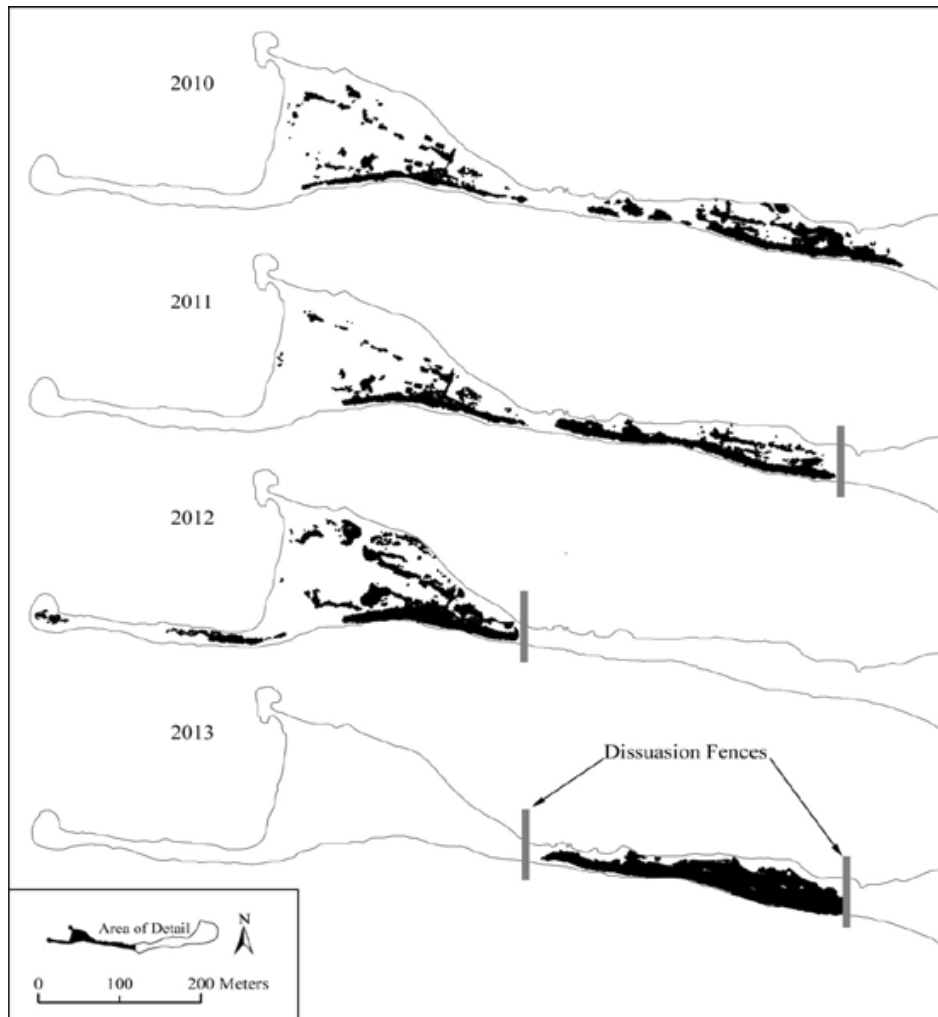 2010
2011
2012
2013
Dissuasion Fences
Area of Detail
N
0 100 200 Meters